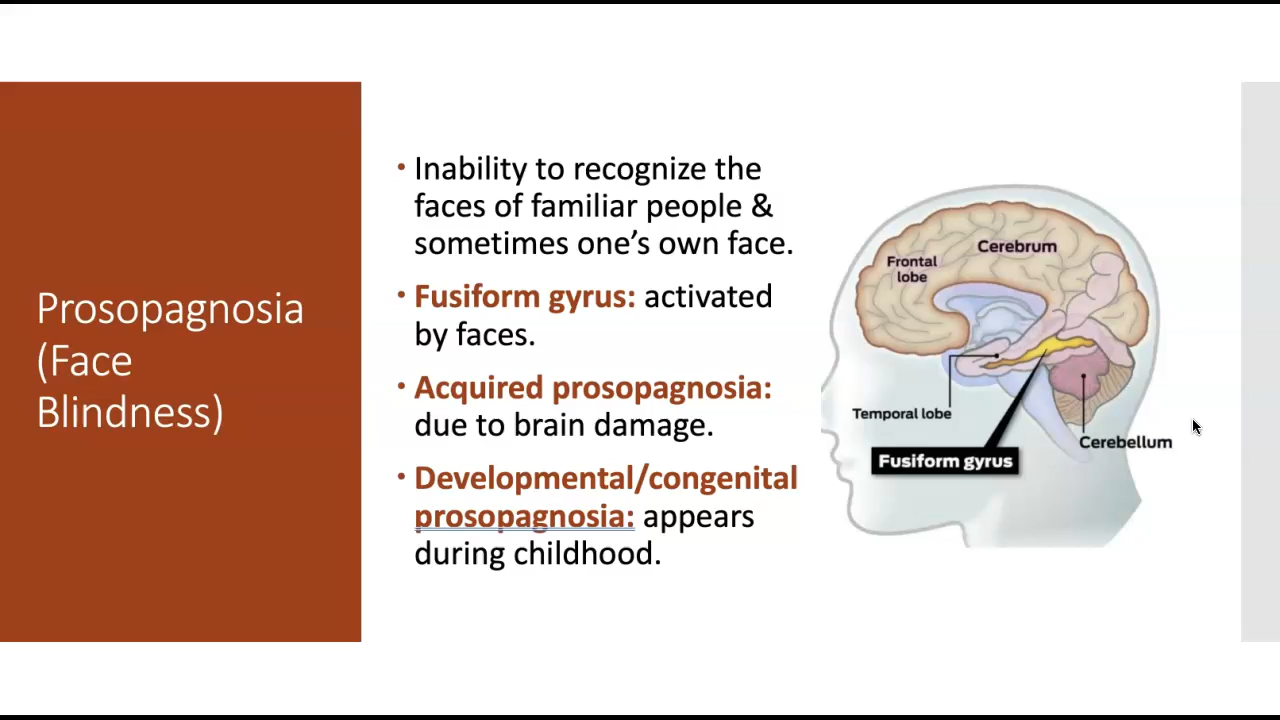 Prosopagnosia
(Face
Blindness)
• Inability to recognize the
faces of familiar people &
sometimes one’s own face.
• Fusiform gyrus: activated
by faces.
• Acquired prosopagnosia:
due to brain damage.
• Developmental/congenital
prosopagnosia: appears
during childhood.
Cerebrum
Frontal
lobe
Temporal lobe
Cerebellum
Fusiform gyrus